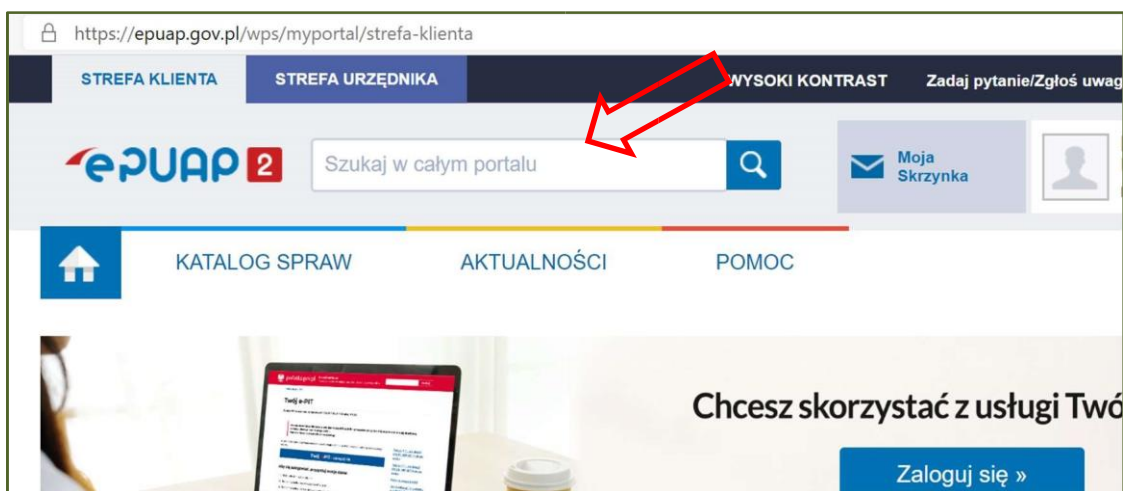 https://epuap.gov.pl/wps/myportal/strefa-klienta
STREFA KLIENTA STREFA URZĘDNIKA WYSOKI KONTRAST Zadaj pytanie/Zgłoś uwag
epUAP 2 Szukaj w całym portalu Moja
Skrzynka
KATALOG SPRAW AKTUALNOŚCI POMOC
Twój e-PIT
Chcesz skorzystać z usługi Twó
Zaloguj się »